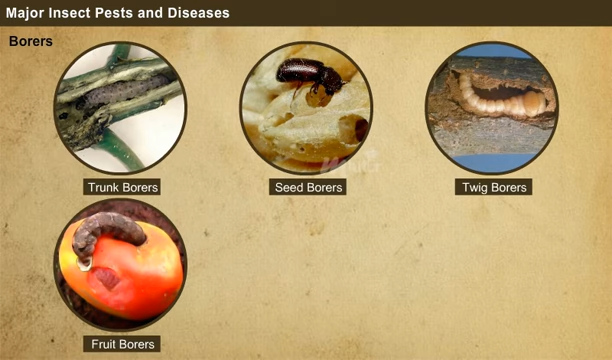 Major Insect Pests and Diseases
Borers
Trunk Borers
Seed Borers
Twig Borers
Fruit Borers